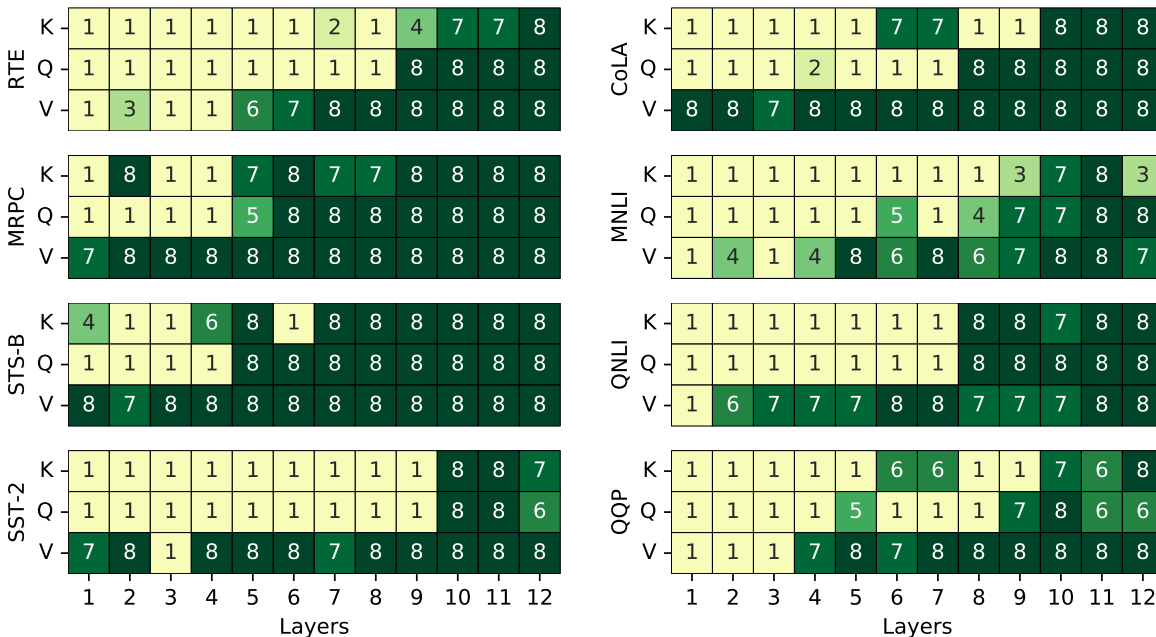 RTE
K 1 1 1 1 1 1 2 1 4 7 7 8
Q 1 1 1 1 1 1 1 1 8 8 8 8
V 1 3 1 1 6 7 8 8 8 8 8 8
MRPC
K 1 8 1 1 7 8 7 7 8 8 8 8
Q 1 1 1 1 5 8 8 8 8 8 8 8
V 7 8 8 8 8 8 8 8 8 8 8 8
STS-B
K 4 1 1 6 8 1 8 8 8 8 8 8
Q 1 1 1 1 8 8 8 8 8 8 8 8
V 8 7 8 8 8 8 8 8 8 8 8 8
SST-2
K 1 1 1 1 1 1 1 1 1 8 8 7
Q 1 1 1 1 1 1 1 1 1 8 8 6
V 7 8 1 8 8 8 7 8 8 8 8 8
1 2 3 4 5 6 7 8 9 10 11 12
Layers
CoLA
K 1 1 1 1 1 7 7 1 1 8 8 8
Q 1 1 1 2 1 1 1 8 8 8 8 8
V 8 8 7 8 8 8 8 8 8 8 8 8
MNLI
K 1 1 1 1 1 1 1 1 3 7 8 3
Q 1 1 1 1 1 5 1 4 7 7 8 8
V 1 4 1 4 8 6 8 6 7 8 8 7
QNLI
K 1 1 1 1 1 1 1 8 8 7 8 8
Q 1 1 1 1 1 1 1 8 8 8 8 8
V 1 6 7 7 7 8 8 7 7 7 8 8
QQP
K 1 1 1 1 1 6 6 1 1 7 6 8
Q 1 1 1 1 5 1 1 1 7 8 6 6
V 1 1 1 7 8 7 8 8 8 8 8 8
1 2 3 4 5 6 7 8 9 10 11 12
Layers